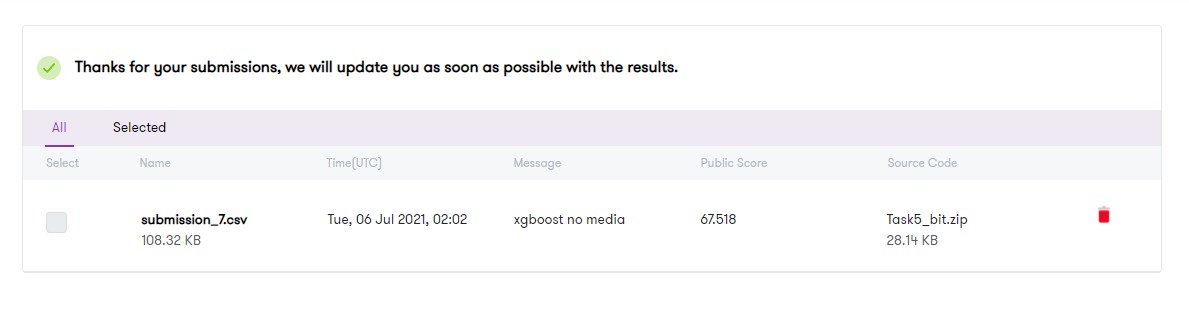 Thanks for your submissions, we will update you as soon as possible with the results.
All Selected
Select Name Time(UTC) Message Public Score Source Code
submission_7.csv Tue, 06 Jul 2021, 02:02 xgboost no media 67.518 Task5_bit.zip
108.32 KB 28.14 KB